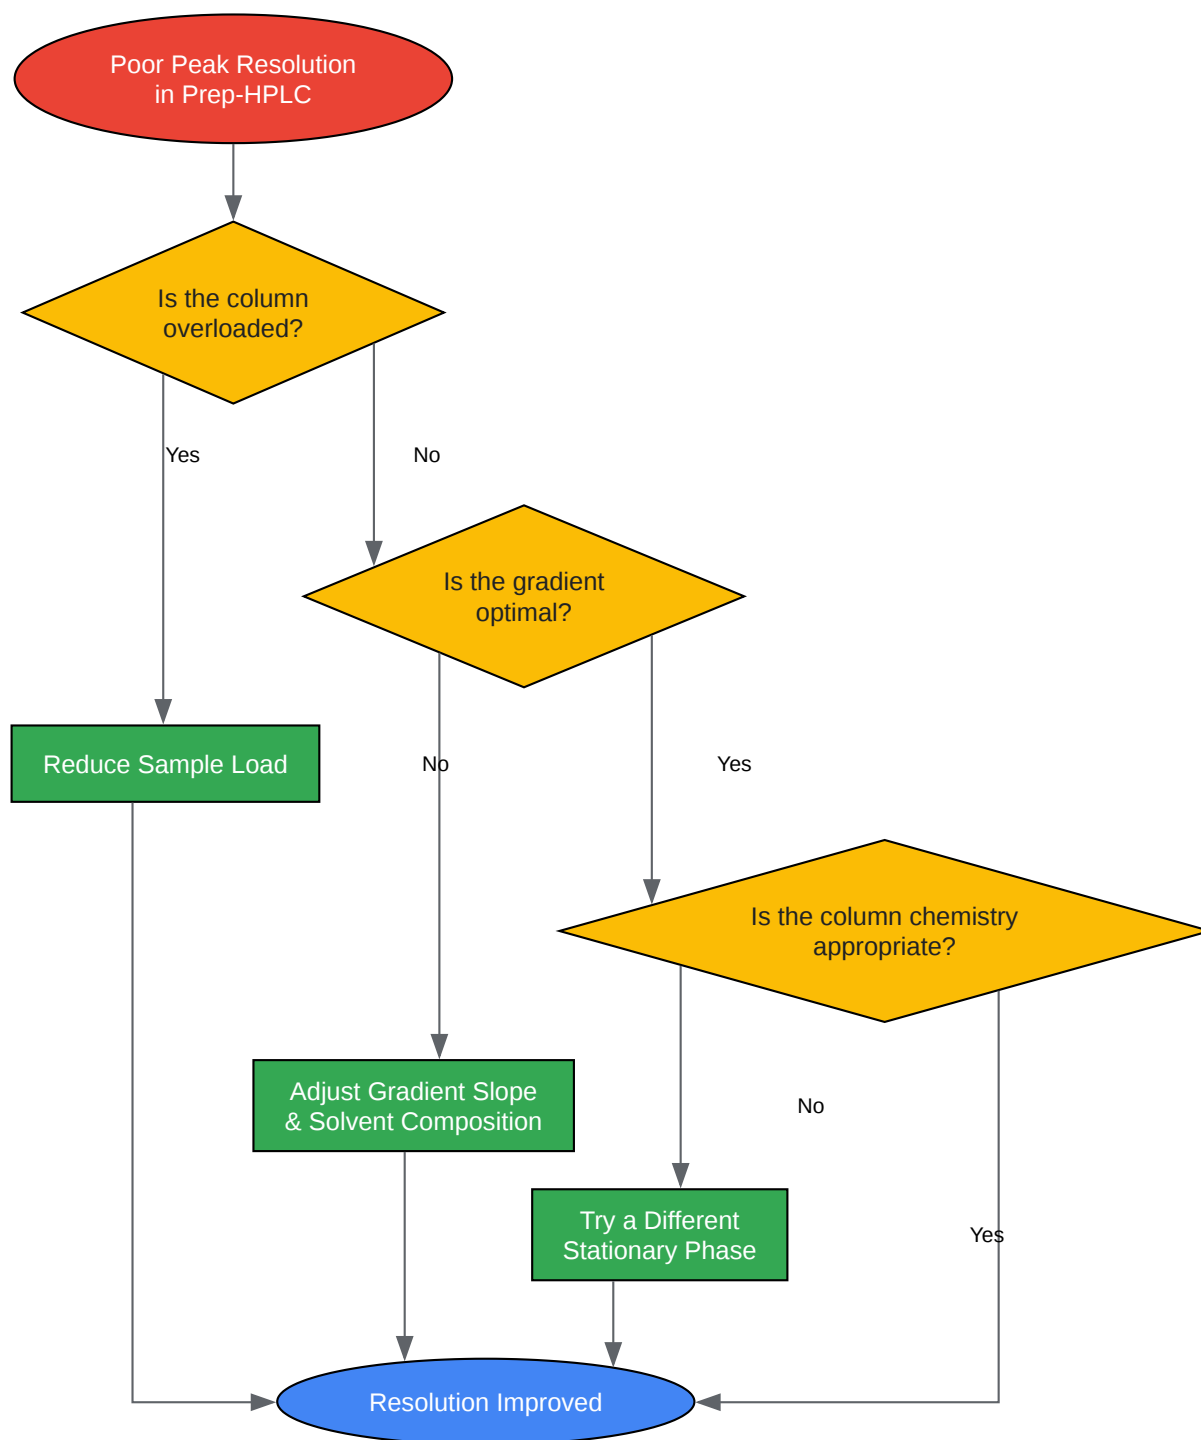 Poor Peak Resolution
in Prep-HPLC
Is the column
overloaded?
Yes
No
Is the gradient
optimal?
Reduce Sample Load
No
Yes
Is the column chemistry
appropriate?
Adjust Gradient Slope
& Solvent Composition
No
Try a Different
Stationary Phase
Yes
Resolution Improved